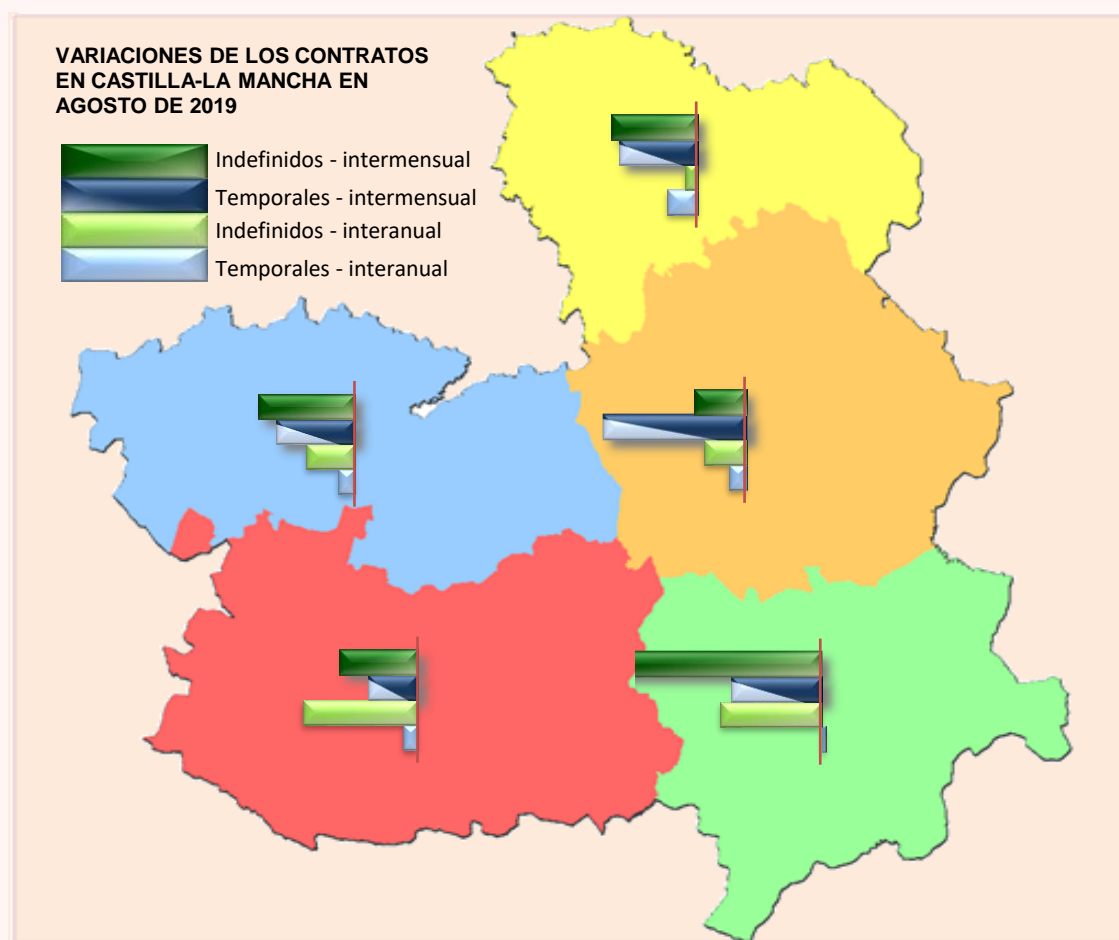 VARIACIONES DE LOS CONTRATOS
EN CASTILLA-LA MANCHA EN
AGOSTO DE 2019
Indefinidos - intermensual
Temporales - intermensual
Indefinidos - interanual
Temporales - interanual